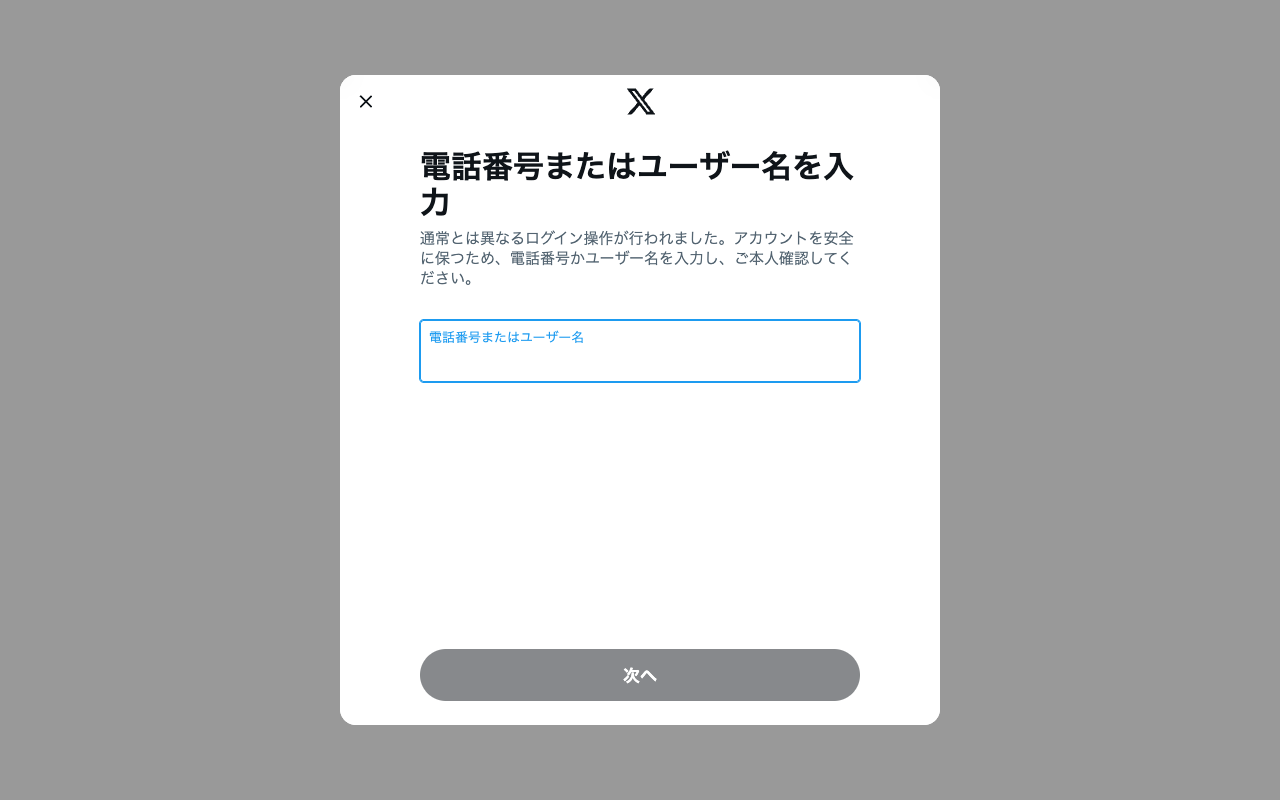 電話番号またはユーザー名を入
力
通常とは異なるログイン操作が行われました。アカウントを安全
に保つため、電話番号かユーザー名を入力し、ご本人確認してく
ださい。
電話番号またはユーザー名
次へ